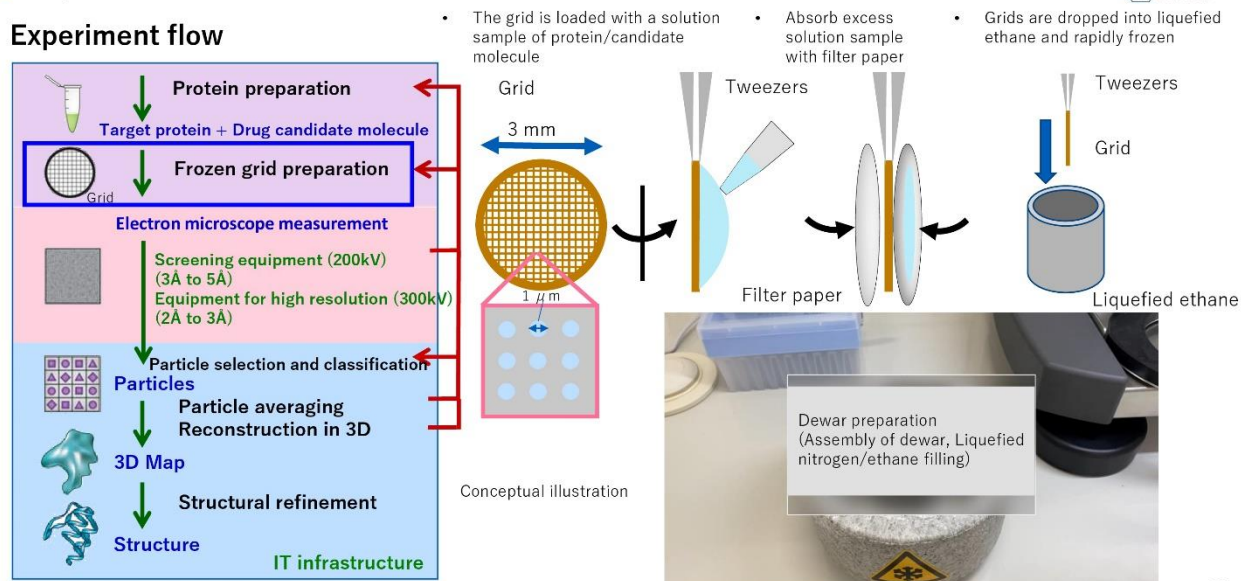 Experiment flow
Protein preparation
Target protein + Drug candidate molecule
Frozen grid preparation
Grid
Electron microscope measurement
Screening equipment (200kV)
(3Å to 5Å)
Equipment for high resolution (300kV)
(2Å to 3Å)
Particle selection and classification
Particles
Particle averaging
Reconstruction in 3D
3D Map
Structural refinement
Structure
IT infrastructure
• The grid is loaded with a solution
sample of protein/candidate
molecule
Grid
3 mm
1 μm
Conceptual illustration
Tweezers
• Absorb excess
solution sample
with filter paper
Filter paper
• Grids are dropped into liquefied
ethane and rapidly frozen
Tweezers
Grid
Liquefied ethane
Dewar preparation
(Assembly of dewar, Liquefied
nitrogen/ethane filling)